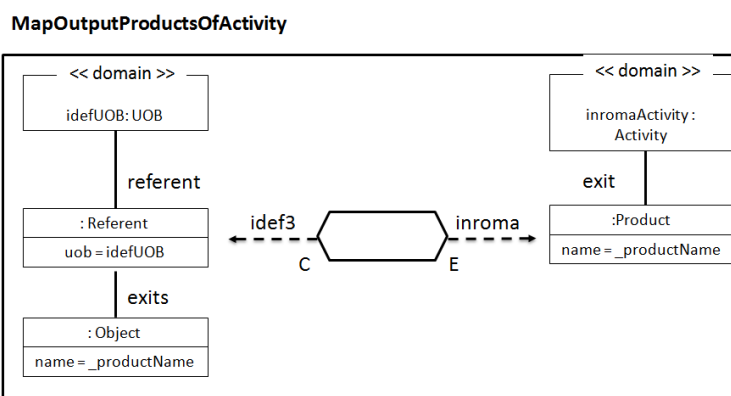 MapOutputProductsOfActivity
<< domain >>
idefUOB: UOB
referent
: Referent
uob = idefUOB
exits
: Object
name = _productName
idef3
inroma
C
E
<< domain >>
inromaActivity :
Activity
exit
:Product
name = _productName